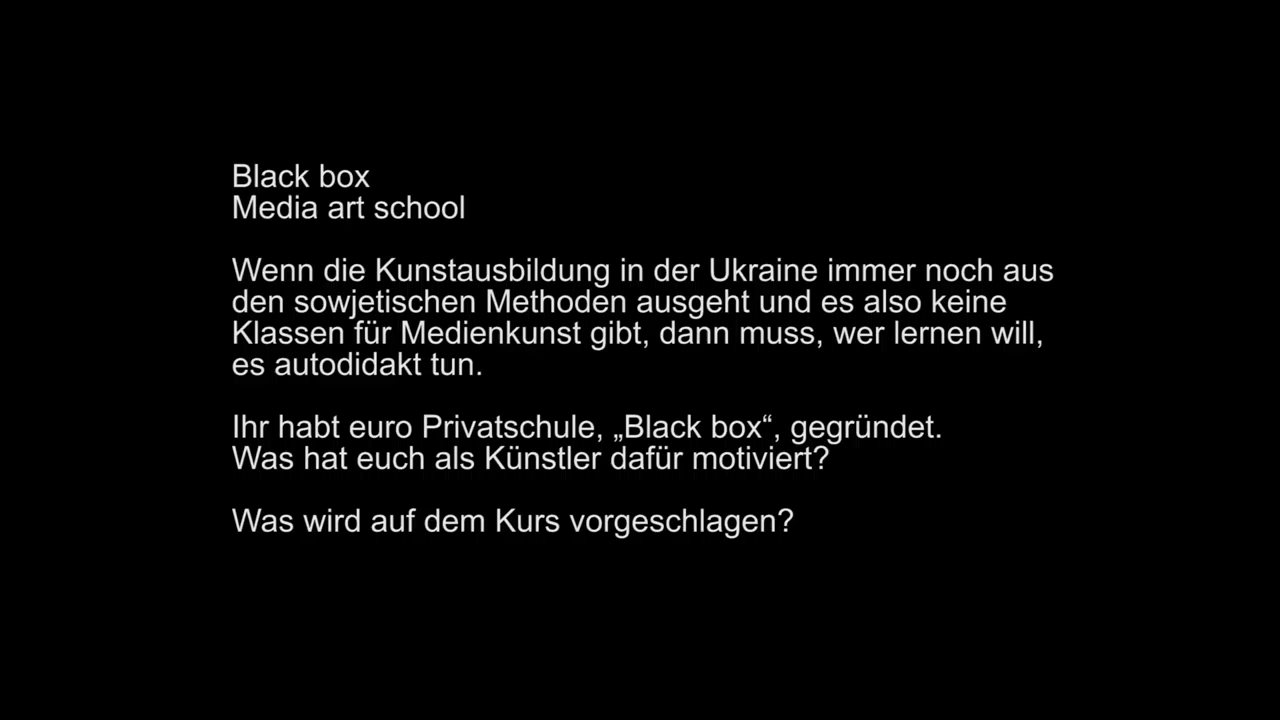 Black box
Media art school
Wenn die Kunstausbildung in der Ukraine immer noch aus
den sowjetischen Methoden ausgeht und es also keine
Klassen für Medienkunst gibt, dann muss, wer lernen will,
es autodidakt tun.
Ihr habt euro Privatschule, „Black box“, gegründet.
Was hat euch als Künstler dafür motiviert?
Was wird auf dem Kurs vorgeschlagen?